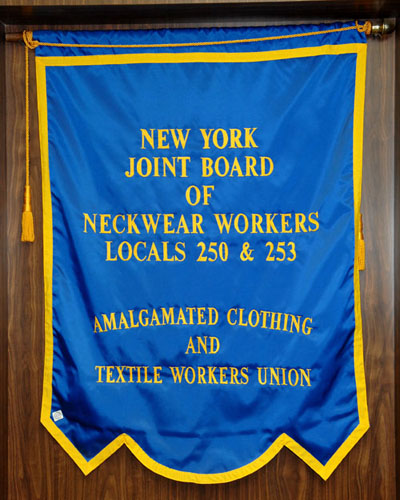 NEW YORK
JOINT BOARD
OF
NECKWEAR WORKERS
LOCALS 250 & 253
AMALGAMATED CLOTHING
AND
TEXTILE WORKERS UNION